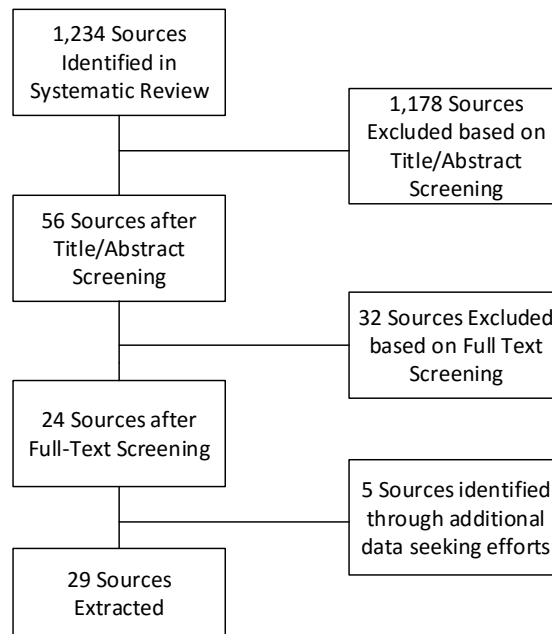 1,234 Sources
Identified in
Systematic Review
1,178 Sources
Excluded based on
Title/Abstract
Screening
56 Sources after
Title/Abstract
Screening
32 Sources Excluded
based on Full Text
Screening
24 Sources after
Full-Text Screening
5 Sources identified
through additional
data seeking efforts
29 Sources
Extracted